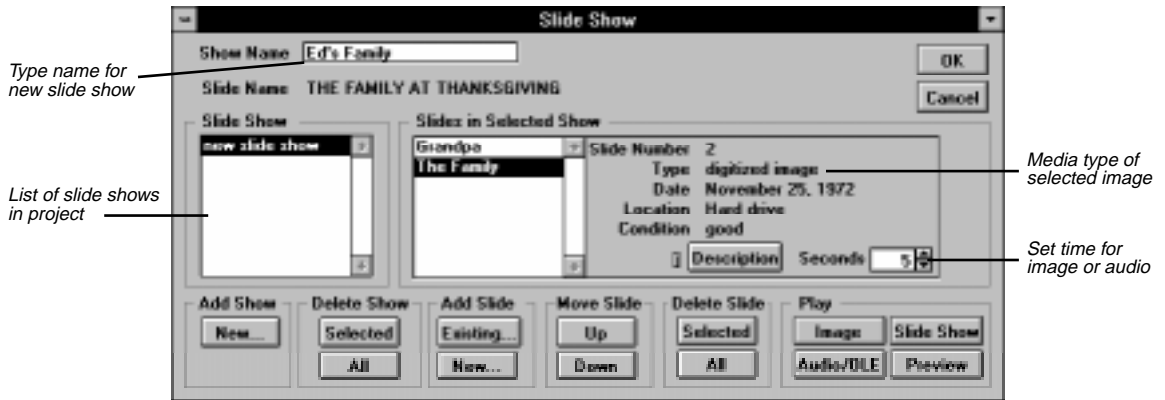 Slide Show
Show Name Ed's Family
OK
Type name for
new slide show
Slide Name THE FAMILY AT THANKSGIVING
Cancel
Slide Show
Slides in Selected Show
new slide show
Grandpa
The Family
Slide Number 2
Type digitized image
Date November 25, 1972
Location Hard drive
Condition good
Description
Seconds 5
Media type of
selected image
List of slide shows
in project
Set time for
image or audio
Add Show
New...
Delete Show
Selected
All
Add Slide
Existing...
New...
Move Slide
Up
Down
Delete Slide
Selected
All
Play
Image
Slide Show
Audio/OLE
Preview